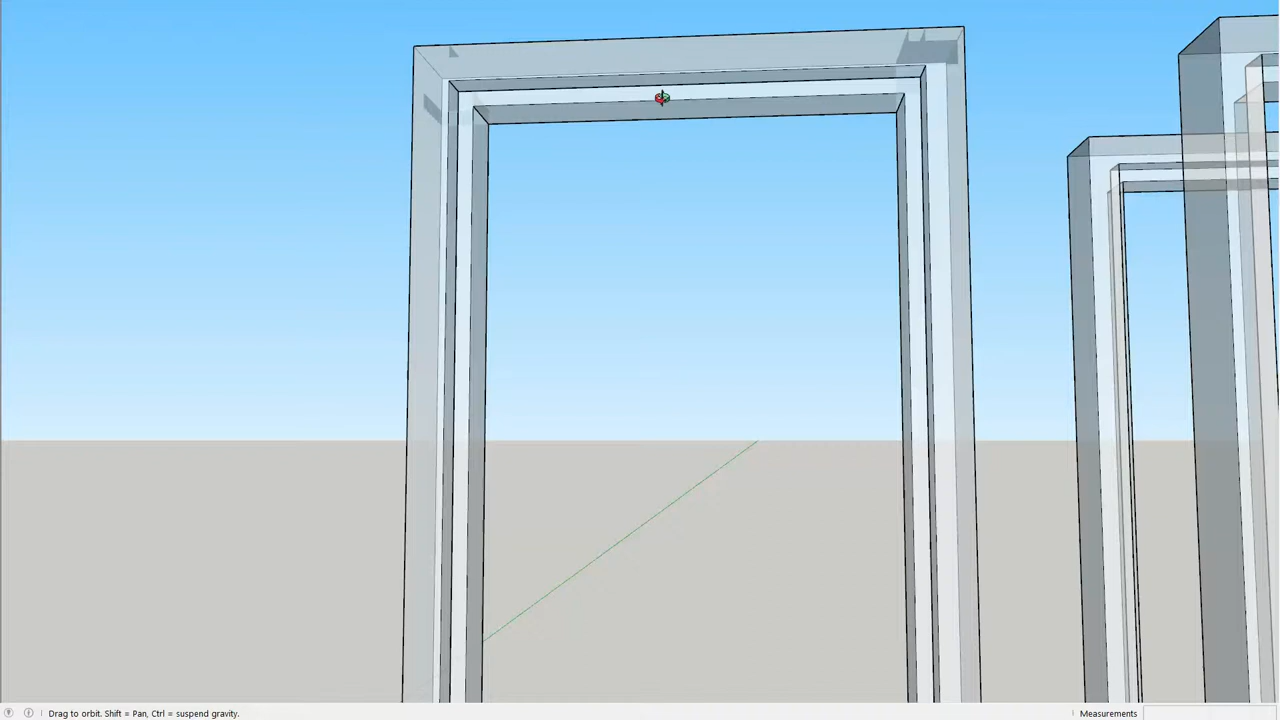 Drag to orbit. Shift = Pan, Ctrl = suspend gravity.
Measurements